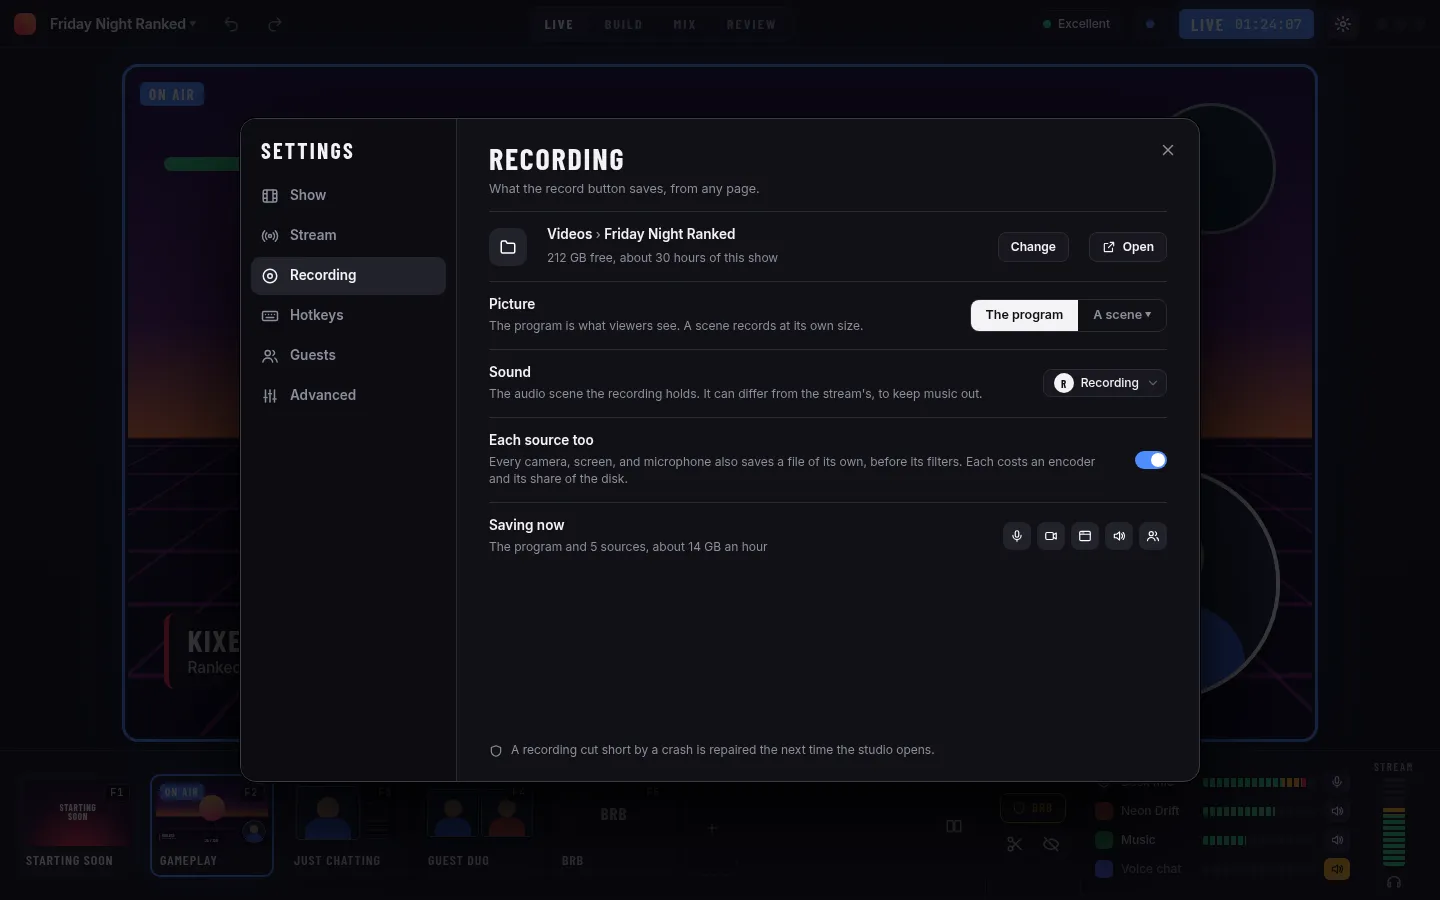 Friday Night Ranked ▾
LIVE
BUILD
MIX
REVIEW
Excellent
LIVE 01:24:07
ON AIR
SETTINGS
Show
Stream
Recording
Hotkeys
Guests
Advanced
RECORDING
What the record button saves, from any page.
Videos › Friday Night Ranked
212 GB free, about 30 hours of this show
Change
Open
Picture
The program is what viewers see. A scene records at its own size.
The program
A scene ▾
Sound
The audio scene the recording holds. It can differ from the stream's, to keep music out.
R Recording
Each source too
Every camera, screen, and microphone also saves a file of its own, before its filters. Each costs an encoder
and its share of the disk.
Saving now
The program and 5 sources, about 14 GB an hour
A recording cut short by a crash is repaired the next time the studio opens.
KIXE
Ranked
STREAM
F1
STARTING
SOON
STARTING SOON
ON AIR
F2
GAMEPLAY
JUST CHATTING
GUEST DUO
BRB
BRB
+
BRB
Neon Drift
Music
Voice chat